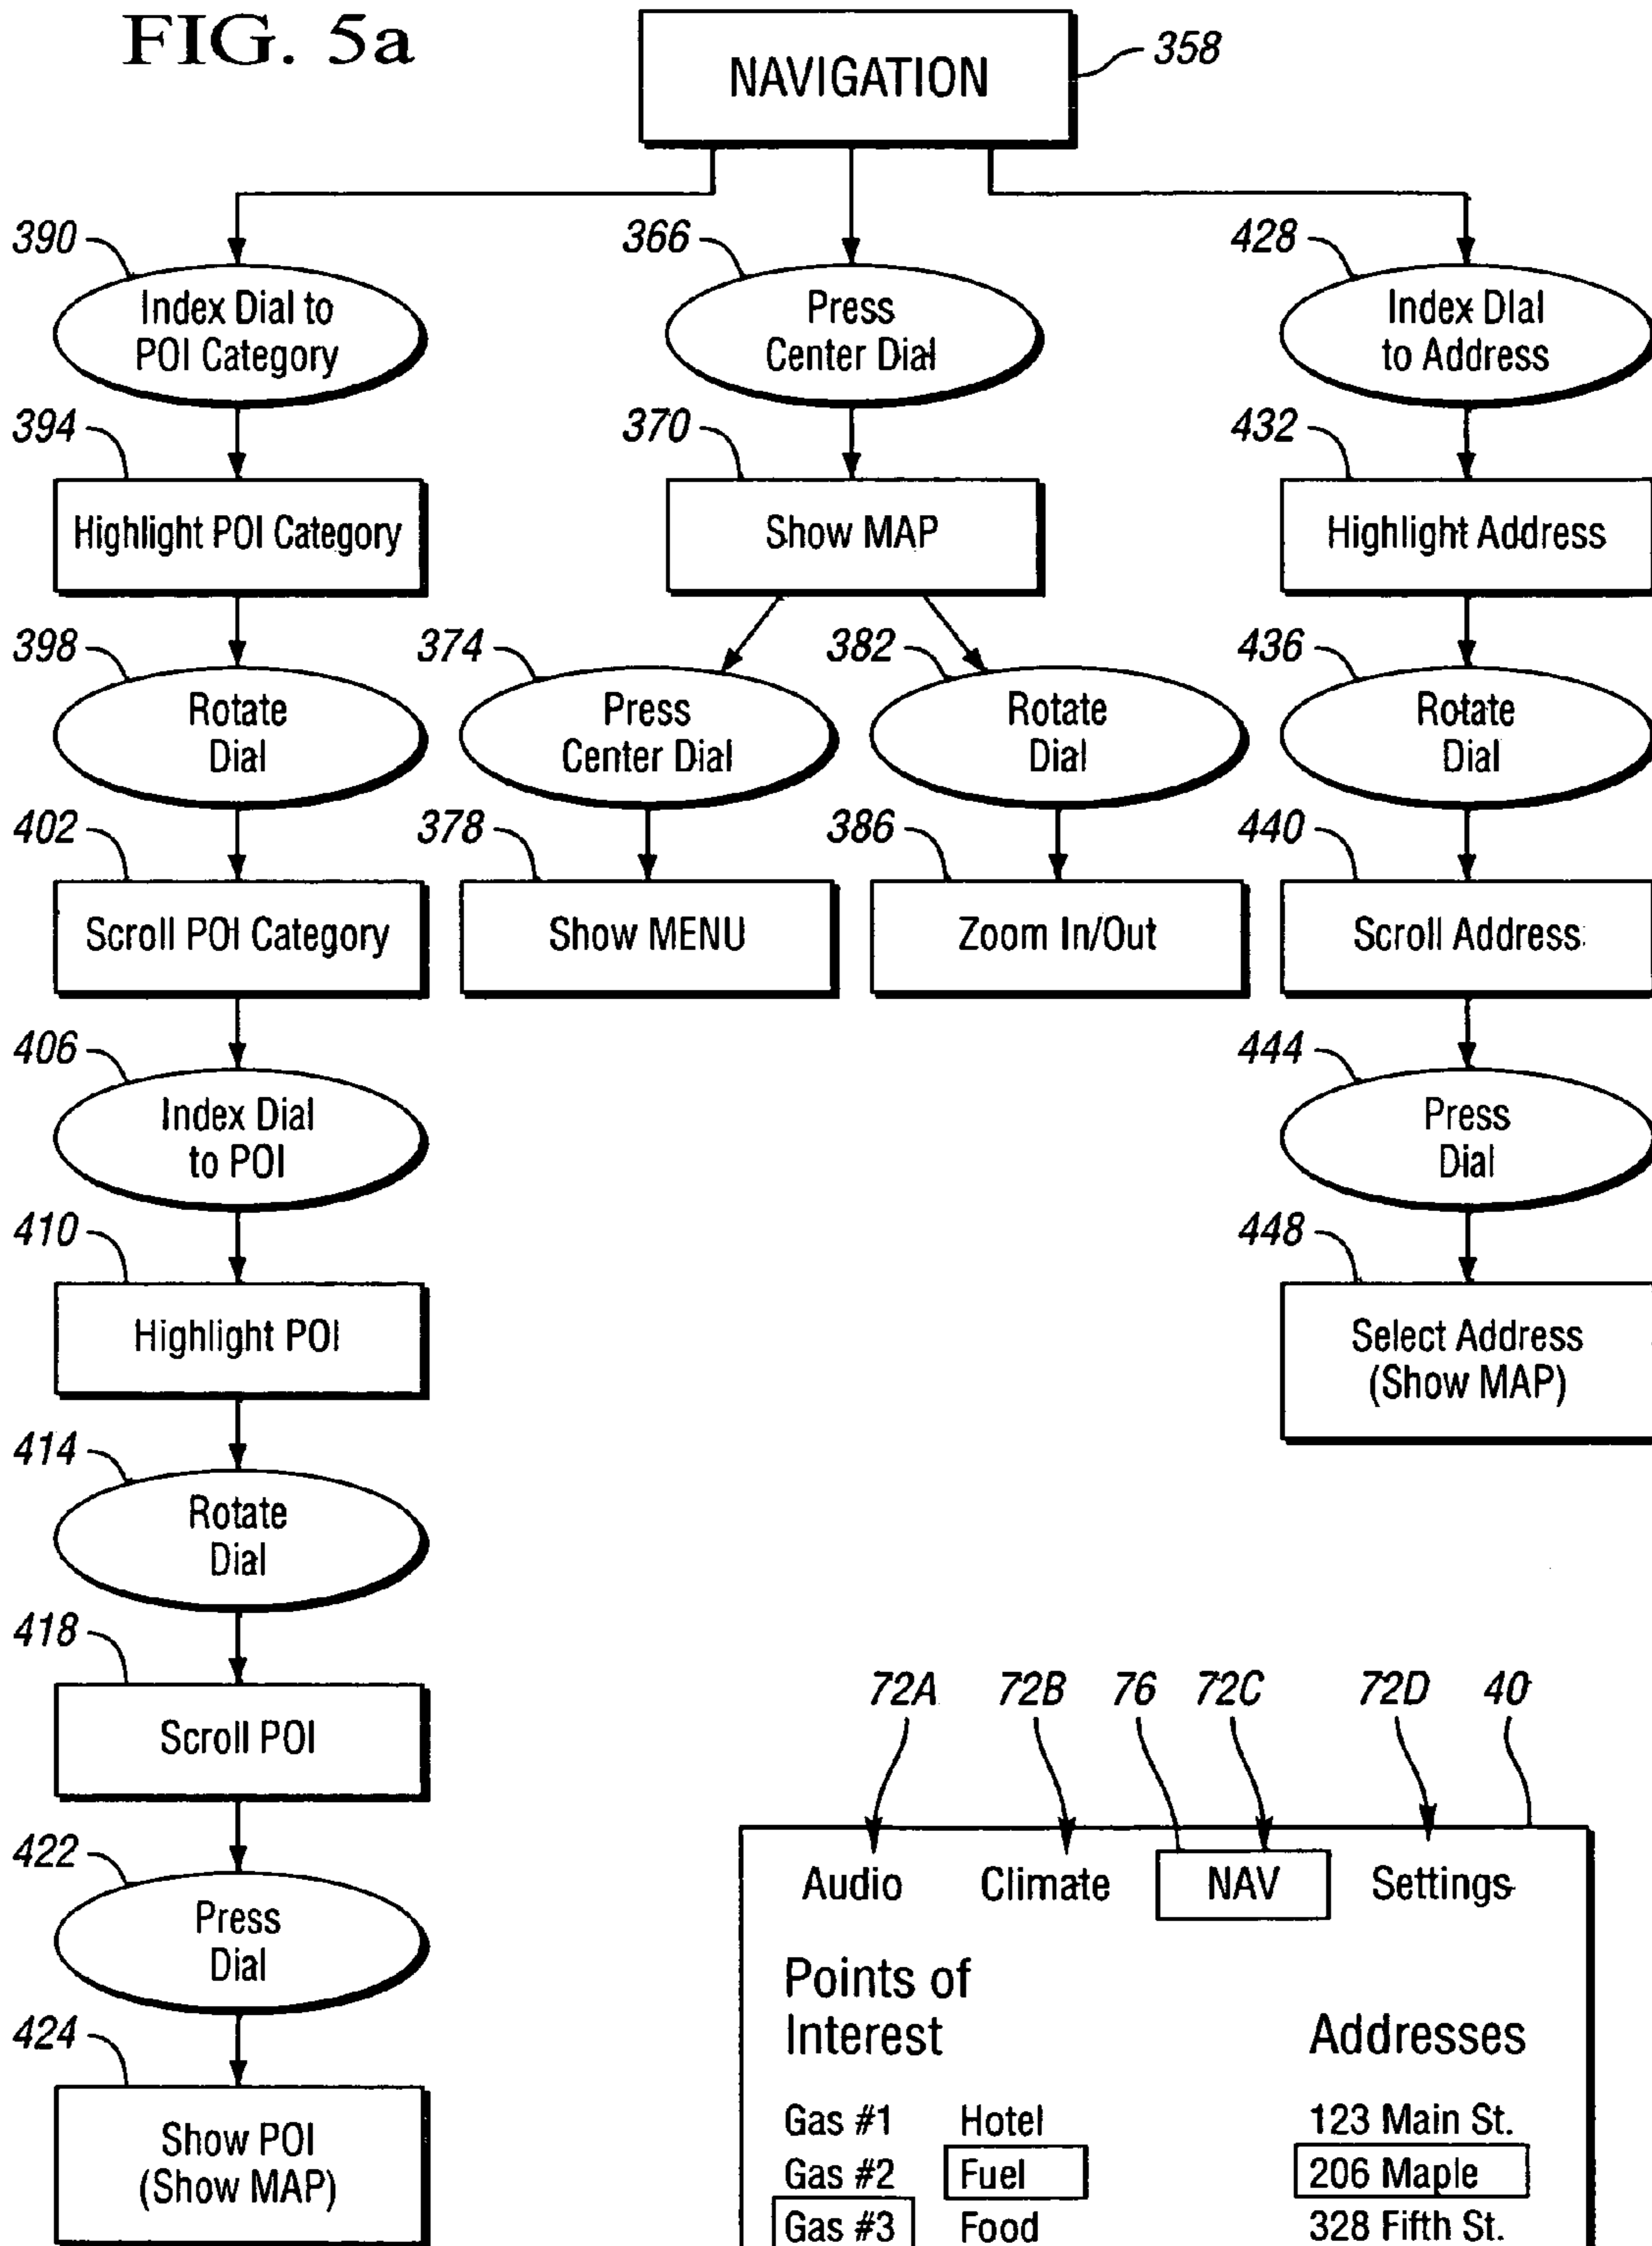 FIG. 5a
NAVIGATION
358
390
366
428
Index Dial to
POI Category
Press
Center Dial
Index DIal
to Address
394
370
432
Highlight POI Category
Show MAP
Highlight Address
398
374
382
436
Rotate
Dial
Press
Center Dial
Rotate
Dial
Rotate
Dial
402
378
386
440
Scroll POI Category
Show MENU
Zoom In/Out
Scroll Address
406
444
Index Dial
to POI
Press
Dial
410
448
Highlight POI
Select Address
(Show MAP)
414
Rotate
Dial
418
Scroll POI
422
Press
Dial
424
Show POI
(Show MAP)
72A 72B 76 72C 72D 40
Audio Climate NAV Settings
Points of
Interest
Addresses
Gas #1 Hotel 123 Main St.
Gas #2 Fuel 206 Maple
Gas #3 Food 328 Fifth St.